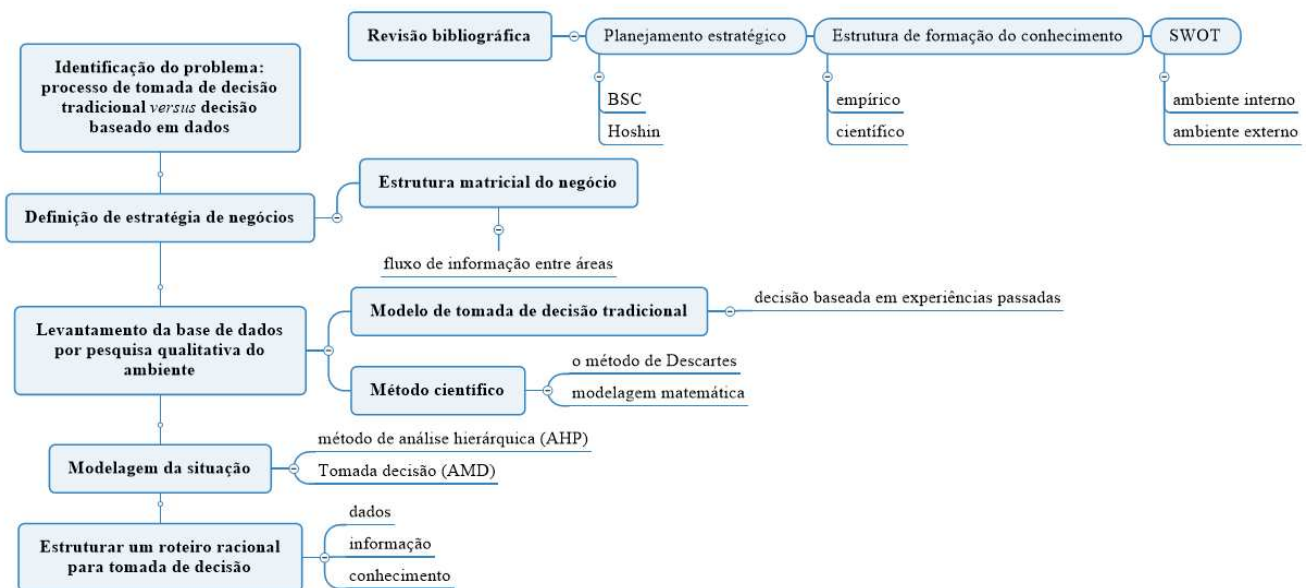 Revisão bibliográfica
Planejamento estratégico
Estrutura de formação do conhecimento
SWOT
BSC
Hoshin
empírico
científico
ambiente interno
ambiente externo
Identificação do problema:
processo de tomada de decisão
tradicional versus decisão
baseado em dados
Definição de estratégia de negócios
Estrutura matricial do negócio
fluxo de informação entre áreas
Levantamento da base de dados
por pesquisa qualitativa do
ambiente
Modelo de tomada de decisão tradicional
decisão baseada em experiências passadas
Método científico
o método de Descartes
modelagem matemática
Modelagem da situação
método de análise hierárquica (AHP)
Tomada decisão (AMD)
Estruturar um roteiro racional
para tomada de decisão
dados
informação
conhecimento